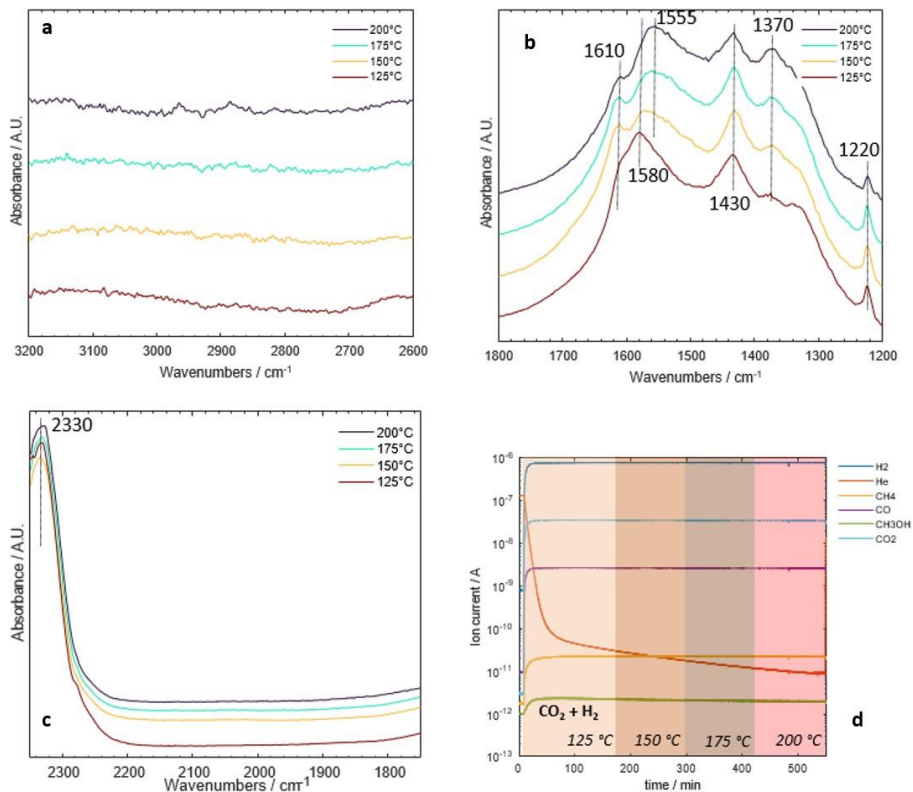 a
200°C
175°C
150°C
125°C
Absorbance / A.U.
3200 3100 3000 2900 2800 2700 2600
Wavenumbers / cm⁻¹
b
1555
1370
1610
200°C
175°C
150°C
125°C
1220
1580
1430
Absorbance / A.U.
1800 1700 1600 1500 1400 1300 1200
Wavenumbers / cm⁻¹
2330
200°C
175°C
150°C
125°C
Absorbance / A.U.
c
2300 2200 2100 2000 1900 1800
Wavenumbers / cm⁻¹
10⁻⁶
10⁻⁷
10⁻⁸
10⁻⁹
10⁻¹⁰
10⁻¹¹
10⁻¹²
10⁻¹³
Ion current / A
H2
He
CH4
CO
CH3OH
CO2
CO₂ + H₂
d
125 °C 150 °C 175 °C 200 °C
0 100 200 300 400 500
time / min